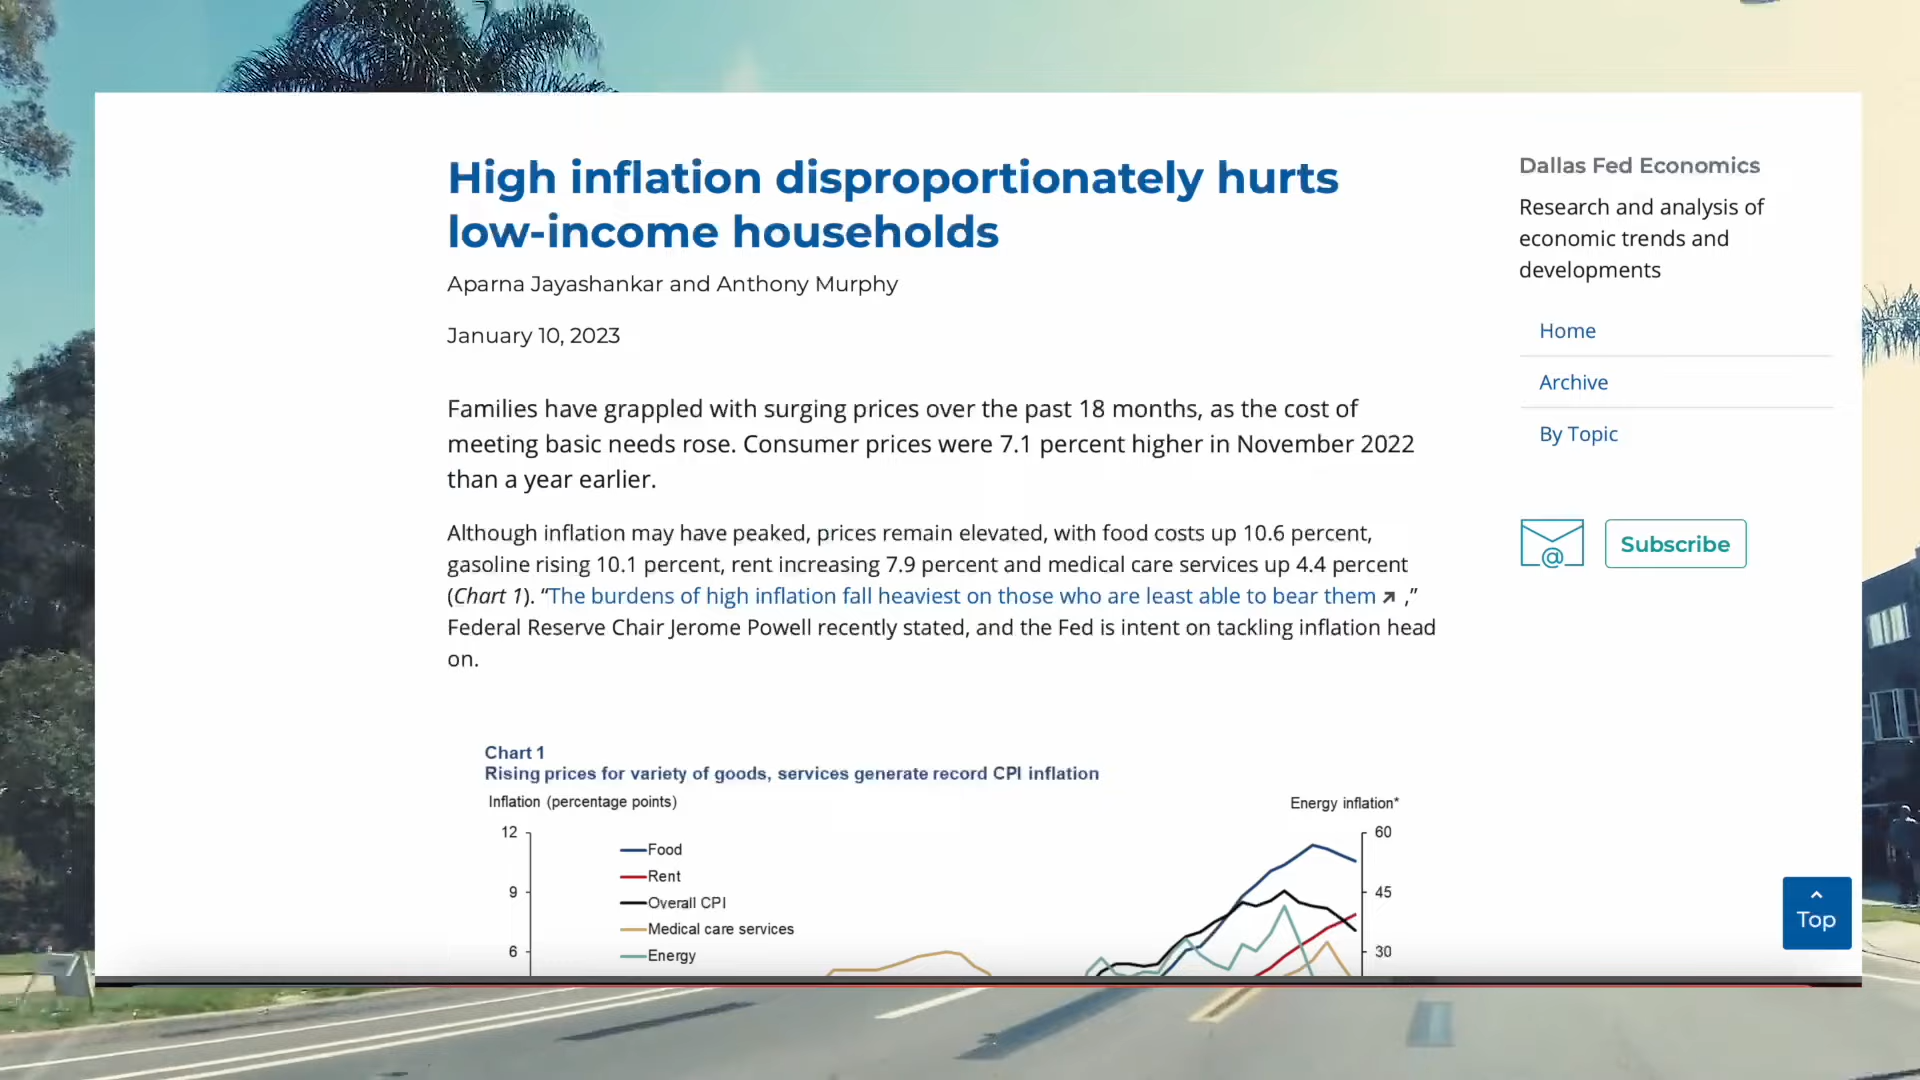 High inflation disproportionately hurts
low-income households
Aparna Jayashankar and Anthony Murphy
January 10, 2023
Families have grappled with surging prices over the past 18 months, as the cost of
meeting basic needs rose. Consumer prices were 7.1 percent higher in November 2022
than a year earlier.
Although inflation may have peaked, prices remain elevated, with food costs up 10.6 percent,
gasoline rising 10.1 percent, rent increasing 7.9 percent and medical care services up 4.4 percent
(Chart 1). “The burdens of high inflation fall heaviest on those who are least able to bear them ,”
Federal Reserve Chair Jerome Powell recently stated, and the Fed is intent on tackling inflation head
on.
Chart 1
Rising prices for variety of goods, services generate record CPI inflation
Inflation (percentage points)
Energy inflation*
12
9
6
Food
Rent
Overall CPI
Medical care services
Energy
60
45
30
Dallas Fed Economics
Research and analysis of
economic trends and
developments
Home
Archive
By Topic
@
Subscribe
Top